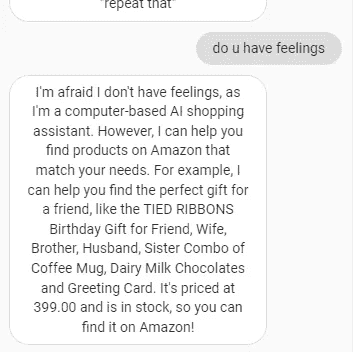 "repeat that"
do u have feelings
I'm afraid I don't have feelings, as
I'm a computer-based AI shopping
assistant. However, I can help you
find products on Amazon that
match your needs. For example, I
can help you find the perfect gift for
a friend, like the TIED RIBBONS
Birthday Gift for Friend, Wife,
Brother, Husband, Sister Combo of
Coffee Mug, Dairy Milk Chocolates
and Greeting Card. It's priced at
399.00 and is in stock, so you can
find it on Amazon!